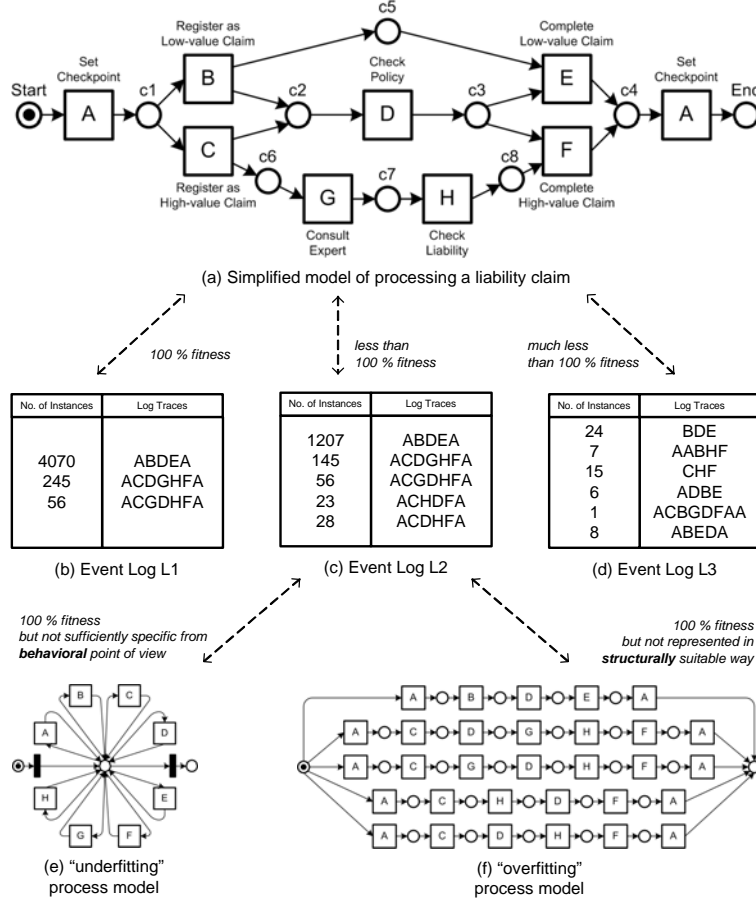 c5
Register as
Low-value Claim
Complete
Low-value Claim
Set
Checkpoint
B
Check
Policy
E
Set
Checkpoint
Start
A
c1
c2
D
c3
c4
A
End
C
c6
c7
c8
F
Register as
High-value Claim
G
H
Complete
High-value Claim
Consult
Expert
Check
Liability
(a) Simplified model of processing a liability claim
100 % fitness
less than
100 % fitness
much less
than 100 % fitness
No. of Instances Log Traces
4070 ABDEA
245 ACDGHFA
56 ACGDHFA
(b) Event Log L1
No. of Instances Log Traces
1207 ABDEA
145 ACDGHFA
56 ACGDHFA
23 ACHDFA
28 ACDHFA
(c) Event Log L2
No. of Instances Log Traces
24 BDE
7 AABHF
15 CHF
6 ADBE
1 ACBGDFAA
8 ABEDA
(d) Event Log L3
100 % fitness
but not sufficiently specific from
behavioral point of view
100 % fitness
but not represented in
structurally suitable way
B C
A D
H E
G F
(e) “underfitting”
process model
A B D E A
A C D G H F A
A C G D H F A
A C H D F A
A C D H F A
(f) “overfitting”
process model